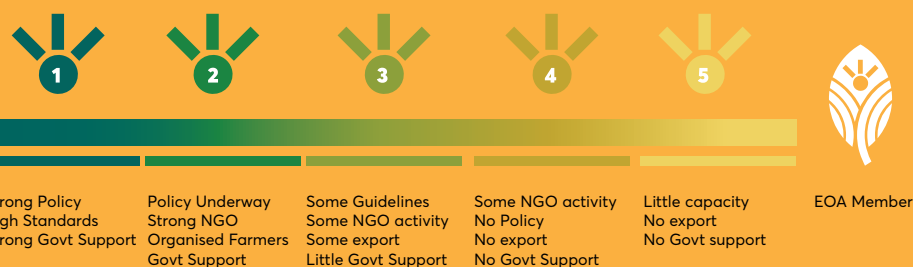 1
2
3
4
5
rong Policy
gh Standards
rong Govt Support
Policy Underway
Strong NGO
Organised Farmers
Govt Support
Some Guidelines
Some NGO activity
Some export
Little Govt Support
Some NGO activity
No Policy
No export
No Govt Support
Little capacity
No export
No Govt support
EOA Member